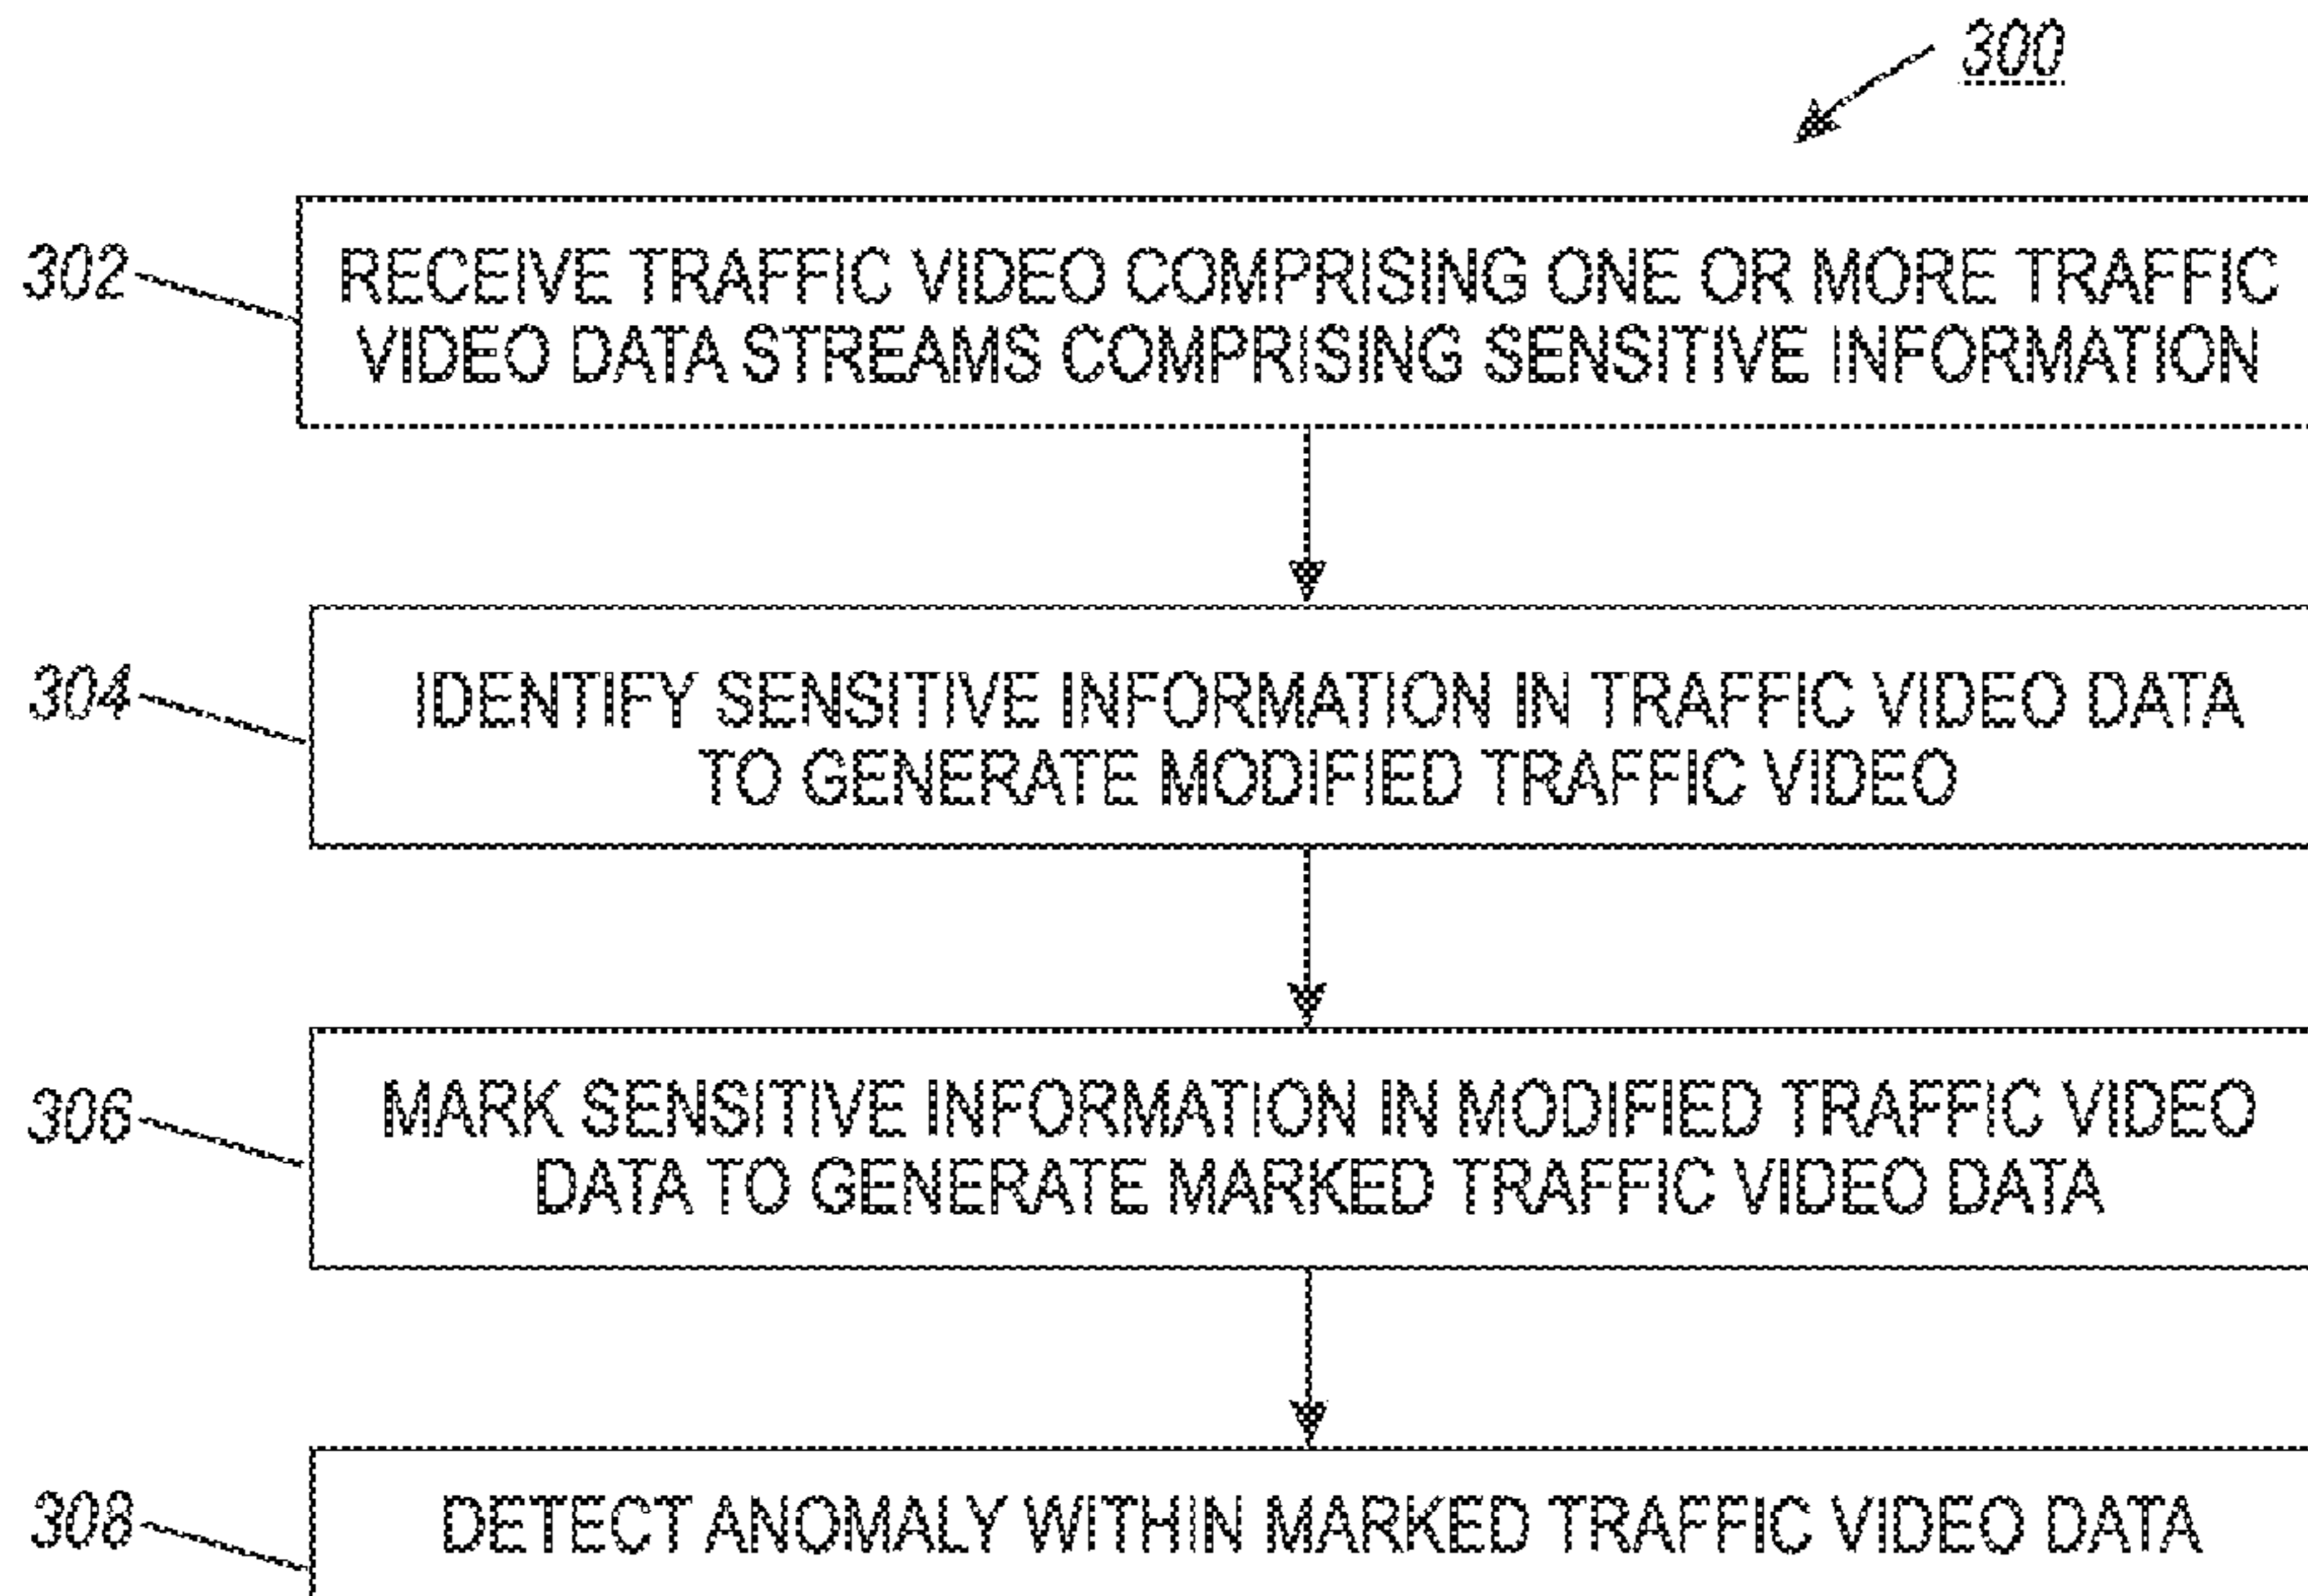 300
302
RECEIVE TRAFFIC VIDEO COMPRISING ONE OR MORE TRAFFIC
VIDEO DATA STREAMS COMPRISING SENSITIVE INFORMATION
304
IDENTIFY SENSITIVE INFORMATION IN TRAFFIC VIDEO DATA
TO GENERATE MODIFIED TRAFFIC VIDEO
306
MARK SENSITIVE INFORMATION IN MODIFIED TRAFFIC VIDEO
DATA TO GENERATE MARKED TRAFFIC VIDEO DATA
308
DETECT ANOMALY WITHIN MARKED TRAFFIC VIDEO DATA